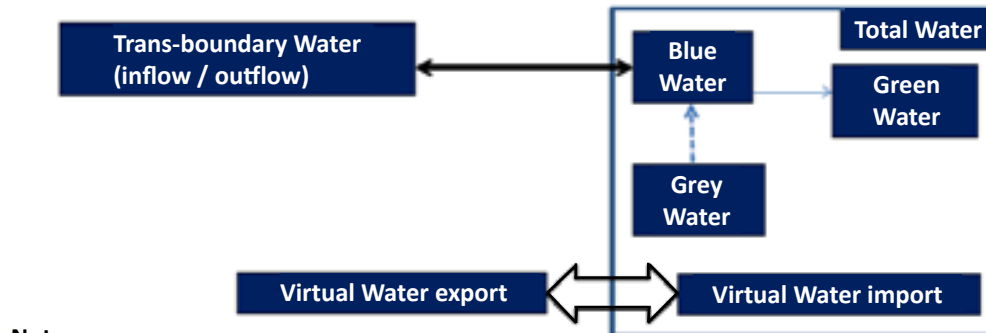 Total Water
Trans-boundary Water
(inflow / outflow)
Blue
Water
Green
Water
Grey
Water
Virtual Water export
Virtual Water import